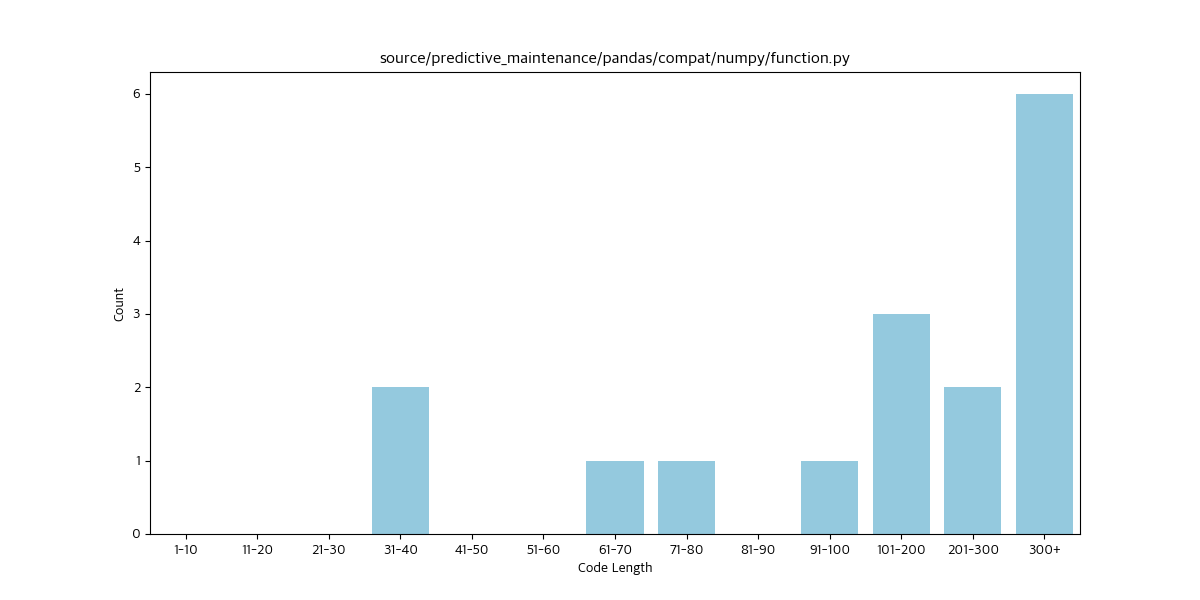 source/predictive_maintenance/pandas/compat/numpy/function.py
6
5
4
3
2
1
0
Count
1-10 11-20 21-30 31-40 41-50 51-60 61-70 71-80 81-90 91-100 101-200 201-300 300+
Code Length